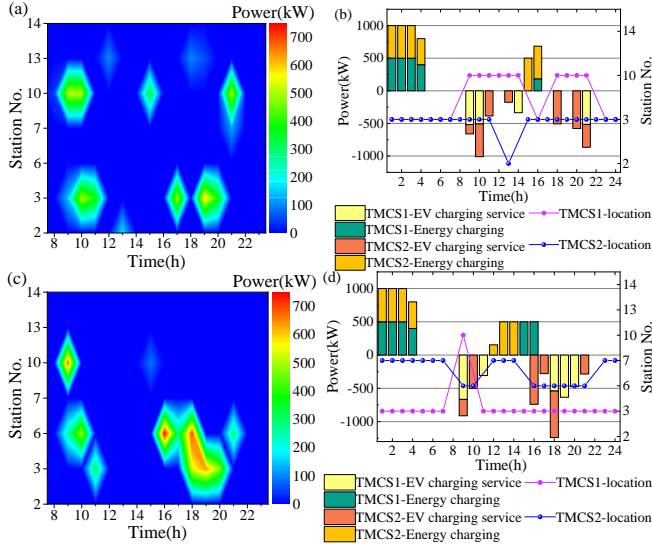 (a)
Power(kW)
14
13
10
7
6
3
2
Station No.
8 10 12 14 16 18 20 22
Time(h)
700
600
500
400
300
200
100
0
(b)
1000
500
0
-500
-1000
Power(kW)
14
10
7
6
3
2
Station No.
2 4 6 8 10 12 14 16 18 20 22 24
Time(h)
TMCS1-EV charging service
TMCS1-location
TMCS1-Energy charging
TMCS2-EV charging service
TMCS2-location
TMCS2-Energy charging
(c)
Power(kW)
14
13
10
7
6
3
2
Station No.
8 10 12 14 16 18 20 22
Time(h)
700
600
500
400
300
200
100
0
(d)
1000
500
0
-500
-1000
Power(kW)
14
10
7
6
3
2
Station No.
2 4 6 8 10 12 14 16 18 20 22 24
Time(h)
TMCS1-EV charging service
TMCS1-location
TMCS1-Energy charging
TMCS2-EV charging service
TMCS2-location
TMCS2-Energy charging